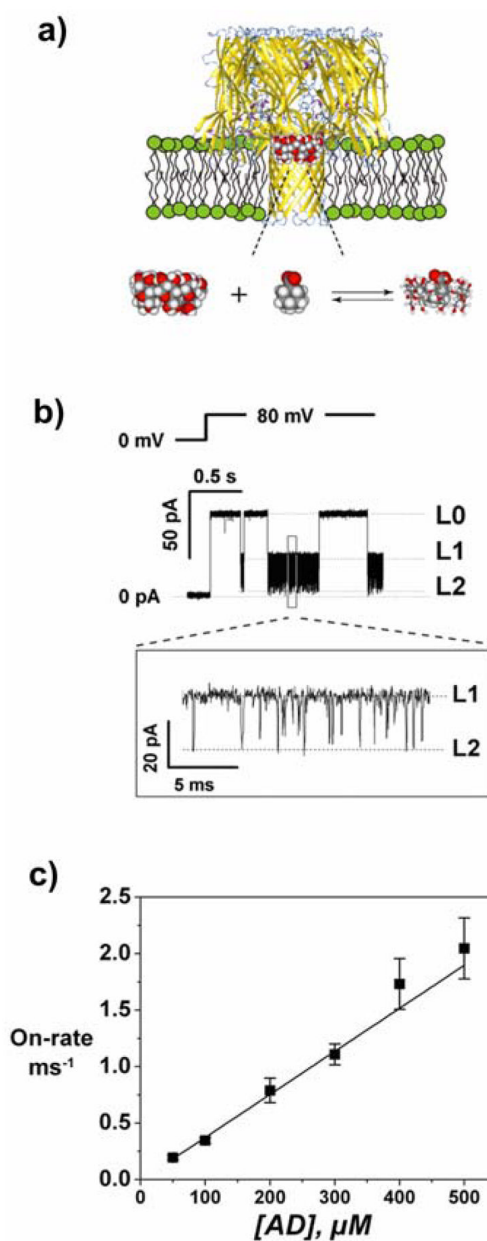 a)
+
b)
0 mV
80 mV
0.5 s
50 pA
L0
L1
L2
0 pA
L1
20 pA
L2
5 ms
c)
2.5
2.0
1.5
On-rate
ms⁻¹
1.0
0.5
0.0
0 100 200 300 400 500
[AD], µM